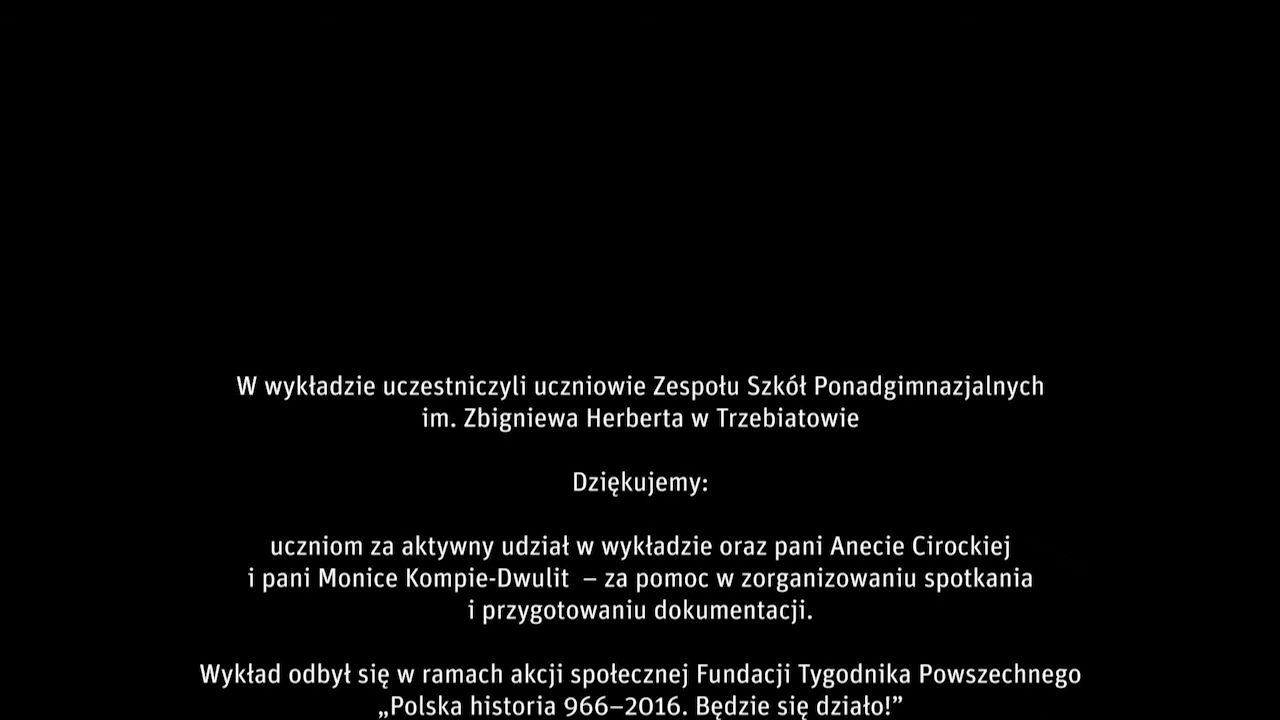 W wykładzie uczestniczyli uczniowie Zespołu Szkół Ponadgimnazjalnych
im. Zbigniewa Herberta w Trzebiatowie
Dziękujemy:
uczniom za aktywny udział w wykładzie oraz pani Anecie Cirockiej
i pani Monice Kompie-Dwulit – za pomoc w zorganizowaniu spotkania
i przygotowaniu dokumentacji.
Wykład odbył się w ramach akcji społecznej Fundacji Tygodnika Powszechnego
„Polska historia 966–2016. Będzie się działo!”